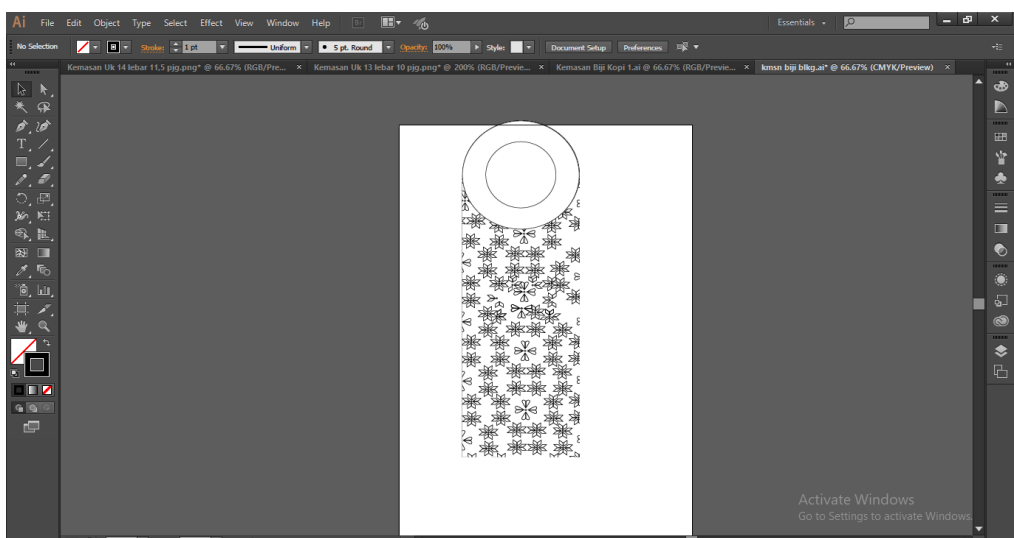 Ai File Edit Object Type Select Effect View Window Help Br Essentials
No Selection Stroke: 1 pt Uniform 5 pt. Round Opacity: 100% Style: Document Setup Preferences
Kemasan Uk 14 lebar 11,5 pjg.png* @ 66.67% (RGB/Pre... × Kemasan Uk 13 lebar 10 pjg.png* @ 200% (RGB/Previe... × Kemasan Biji Kopi 1.ai @ 66.67% (RGB/Previe... × kmsn biji blkg.ai* @ 66.67% (CMYK/Preview) ×
Activate Windows
Go to Settings to activate Windows.